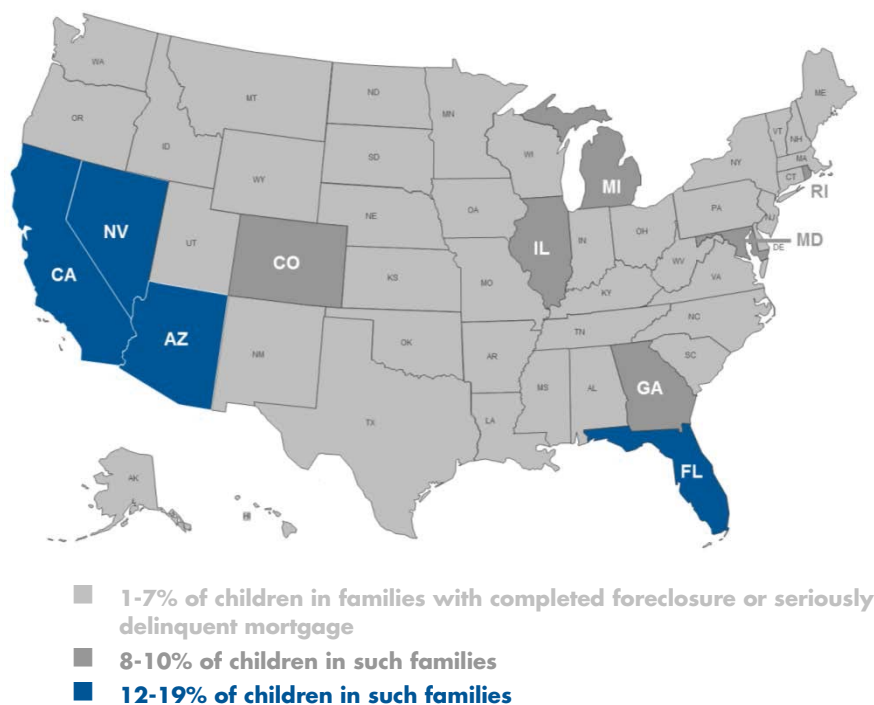 WA
MT
ND
MN
ME
OR
ID
SD
WI
VT
NH
NY
MA
CT
RI
WY
MI
NV
UT
CO
NE
IA
IL
IN
OH
PA
NJ
MD
DE
CA
KS
MO
KY
WV
VA
AZ
NM
OK
AR
TN
NC
SC
TX
LA
MS
AL
GA
FL
AK
HI
1-7% of children in families with completed foreclosure or seriously
delinquent mortgage
8-10% of children in such families
12-19% of children in such families